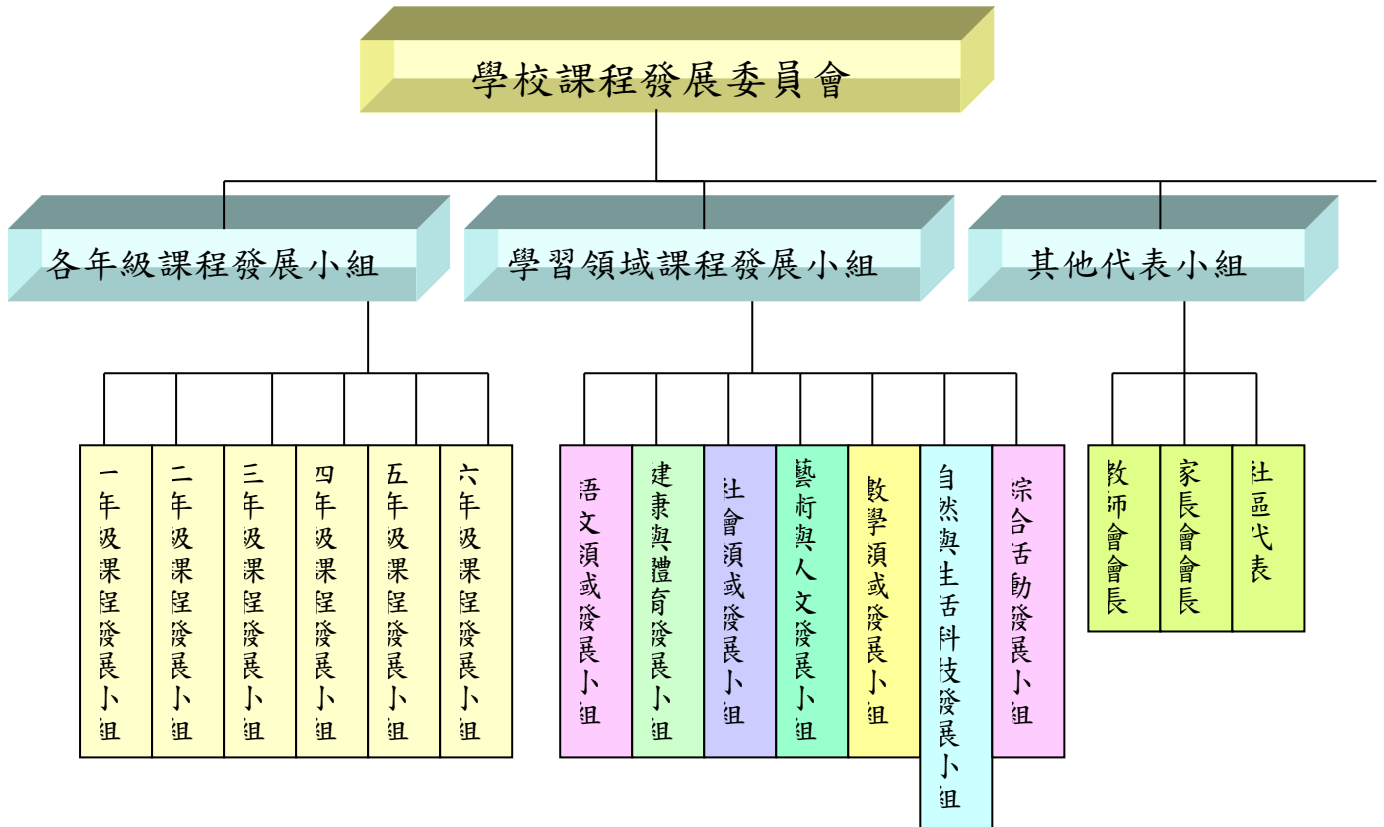 學校課程發展委員會
各年級課程發展小組
學習領域課程發展小組
其他代表小組
一年級課程發展小組
二年級課程發展小組
三年級課程發展小組
四年級課程發展小組
五年級課程發展小組
六年級課程發展小組
語文領域發展小組
健康與體育發展小組
社會領域發展小組
藝術與人文發展小組
數學領域發展小組
自然與生活科技發展小組
綜合活動發展小組
教師會會長
家長會會長
社區代表